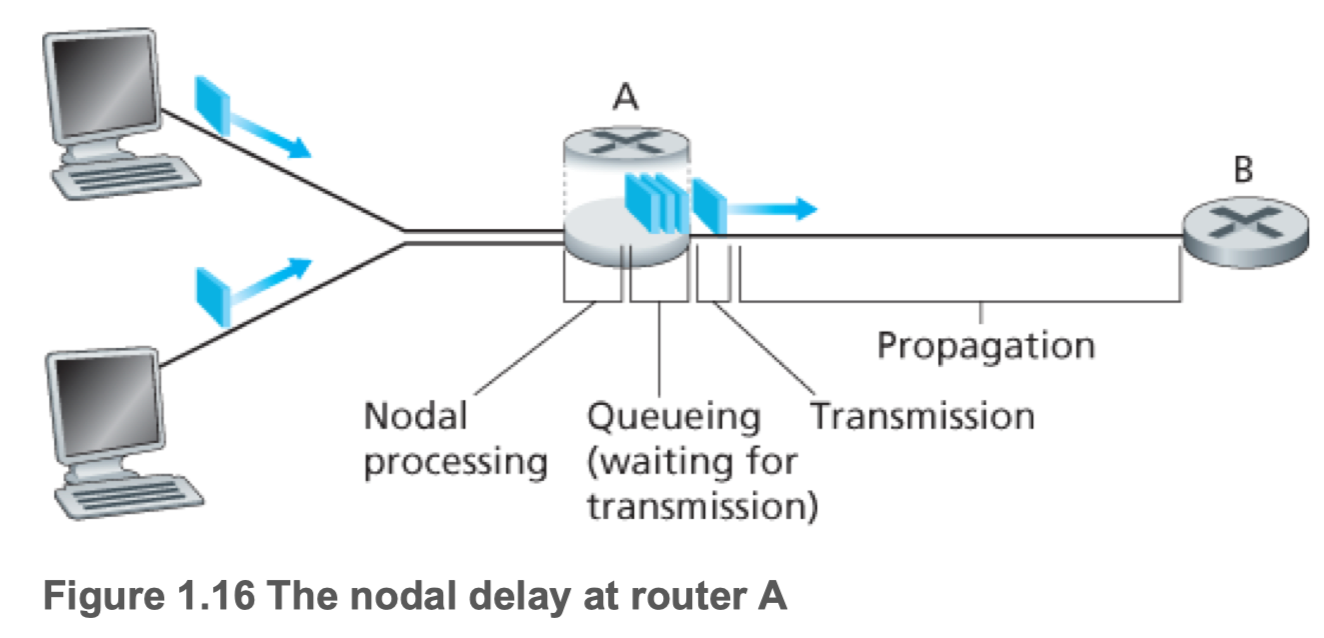 A
B
Propagation
Nodal
processing
Queueing
(waiting for
transmission)
Transmission
Figure 1.16 The nodal delay at router A